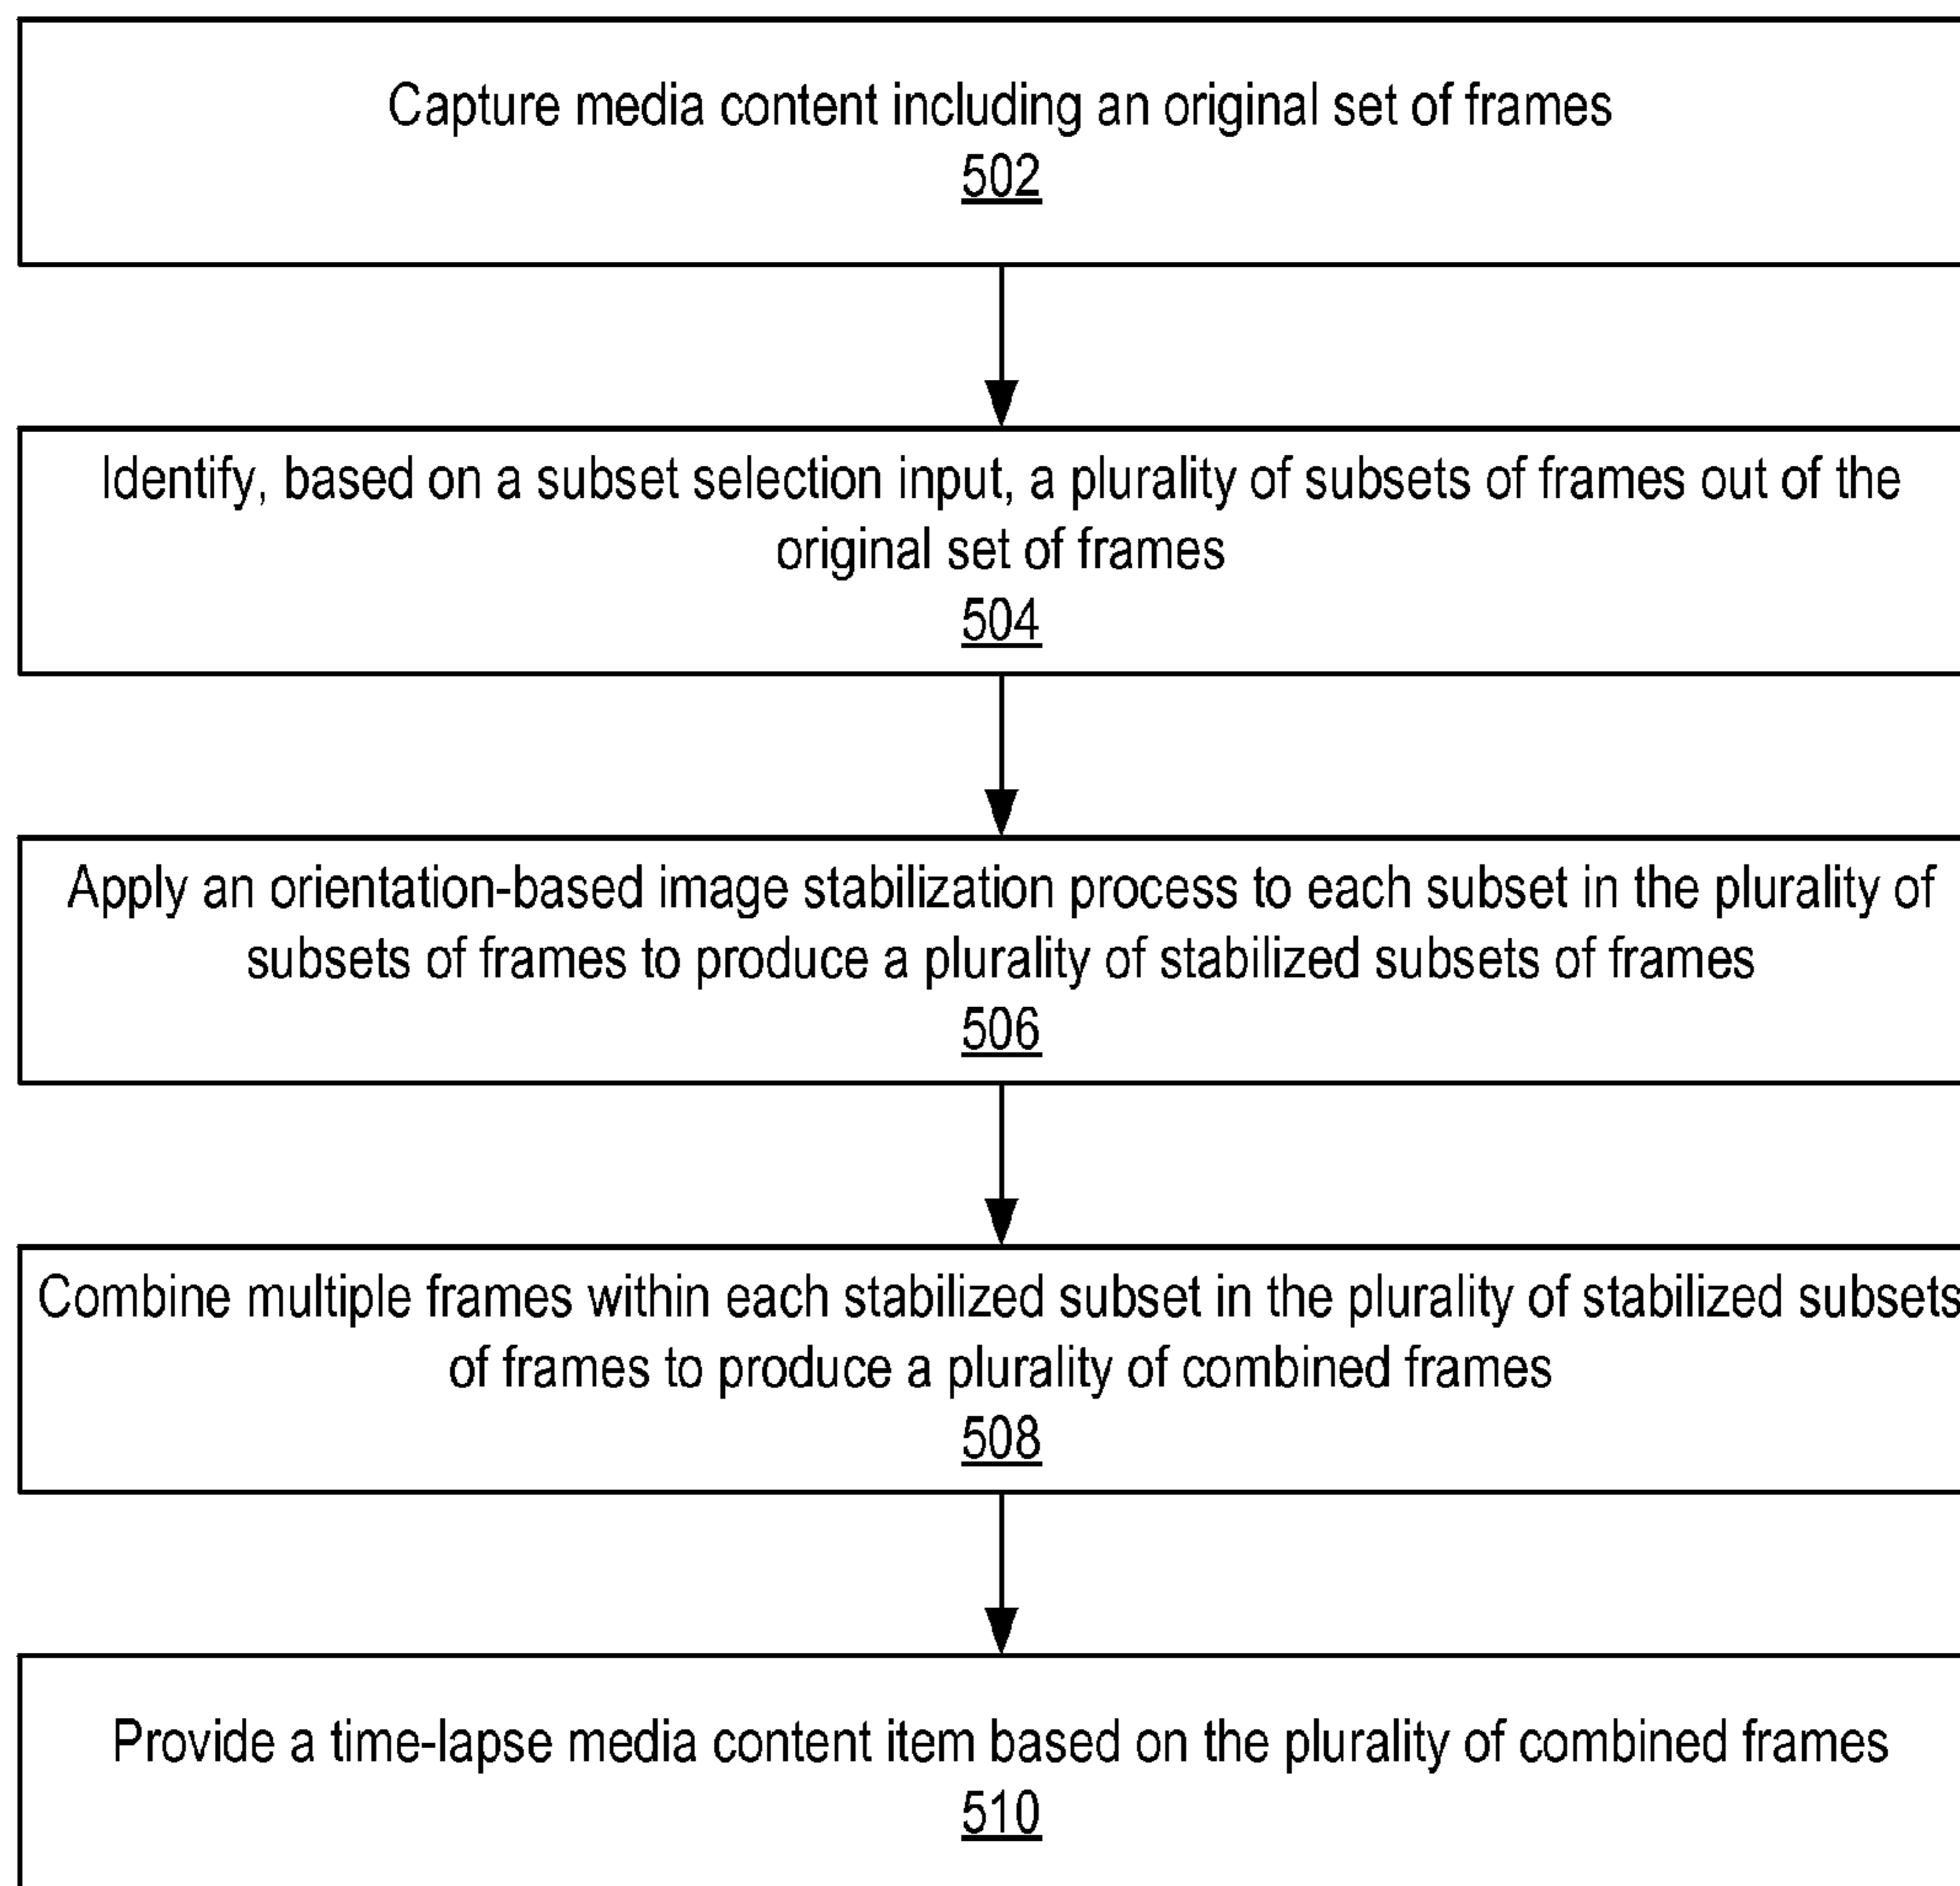 Capture media content including an original set of frames
502
Identify, based on a subset selection input, a plurality of subsets of frames out of the
original set of frames
504
Apply an orientation-based image stabilization process to each subset in the plurality of
subsets of frames to produce a plurality of stabilized subsets of frames
506
Combine multiple frames within each stabilized subset in the plurality of stabilized subsets
of frames to produce a plurality of combined frames
508
Provide a time-lapse media content item based on the plurality of combined frames
510